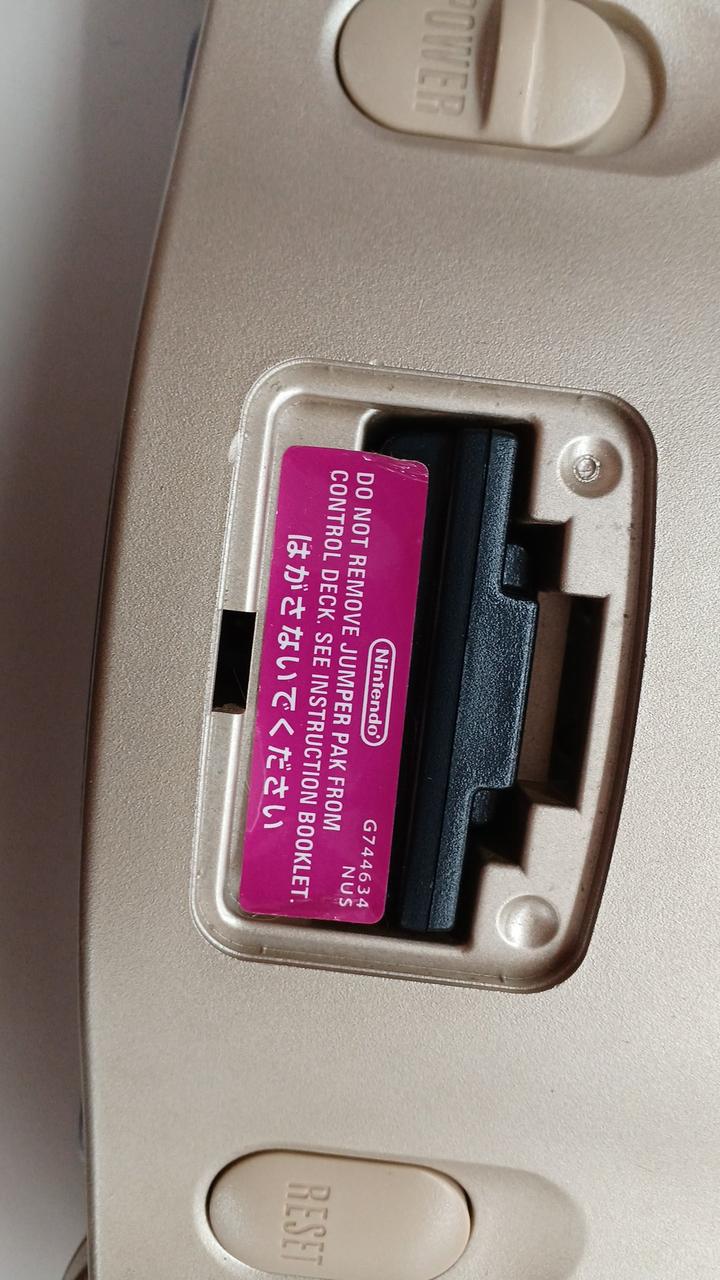 POWER
Nintendo
G744634
NUS
DO NOT REMOVE JUMPER PAK FROM
CONTROL DECK. SEE INSTRUCTION BOOKLET.
はがさないでください
RESET